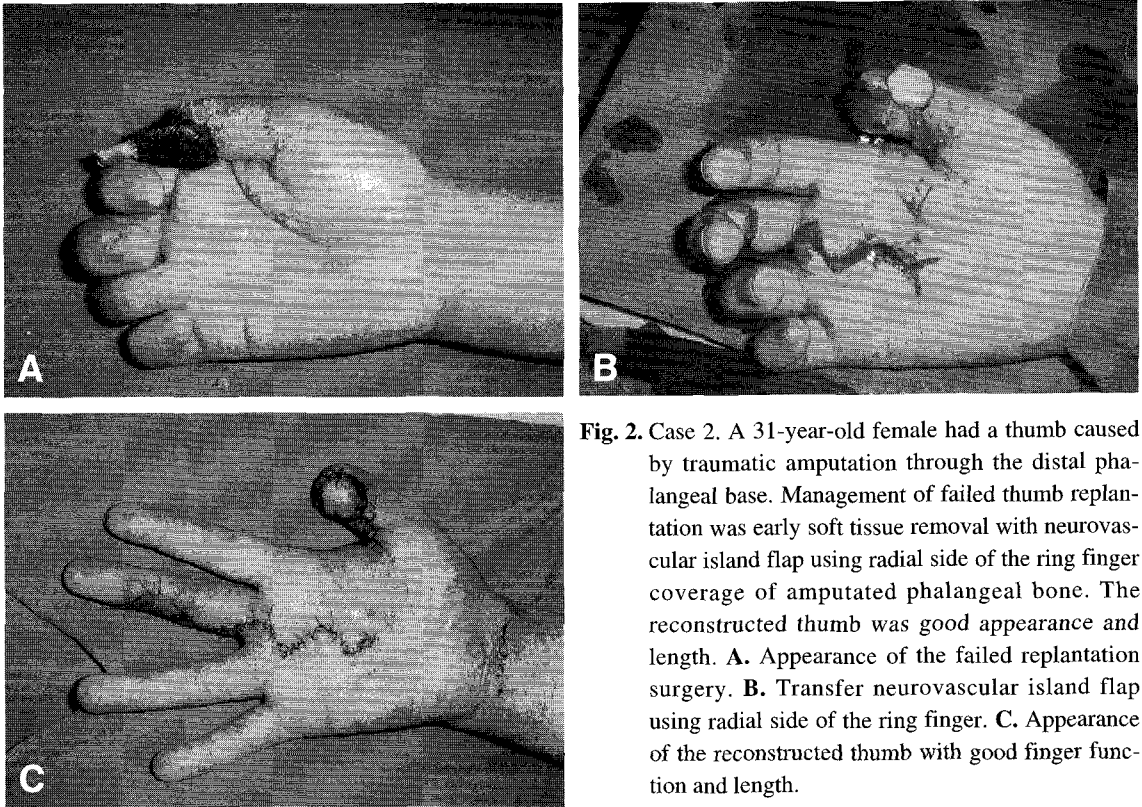 A
B
C
Fig. 2. Case 2. A 31-year-old female had a thumb caused
by traumatic amputation through the distal pha-
langeal base. Management of failed thumb replan-
tation was early soft tissue removal with neurovas-
cular island flap using radial side of the ring finger
coverage of amputated phalangeal bone. The
reconstructed thumb was good appearance and
length. A. Appearance of the failed replantation
surgery. B. Transfer neurovascular island flap
using radial side of the ring finger. C. Appearance
of the reconstructed thumb with good finger func-
tion and length.